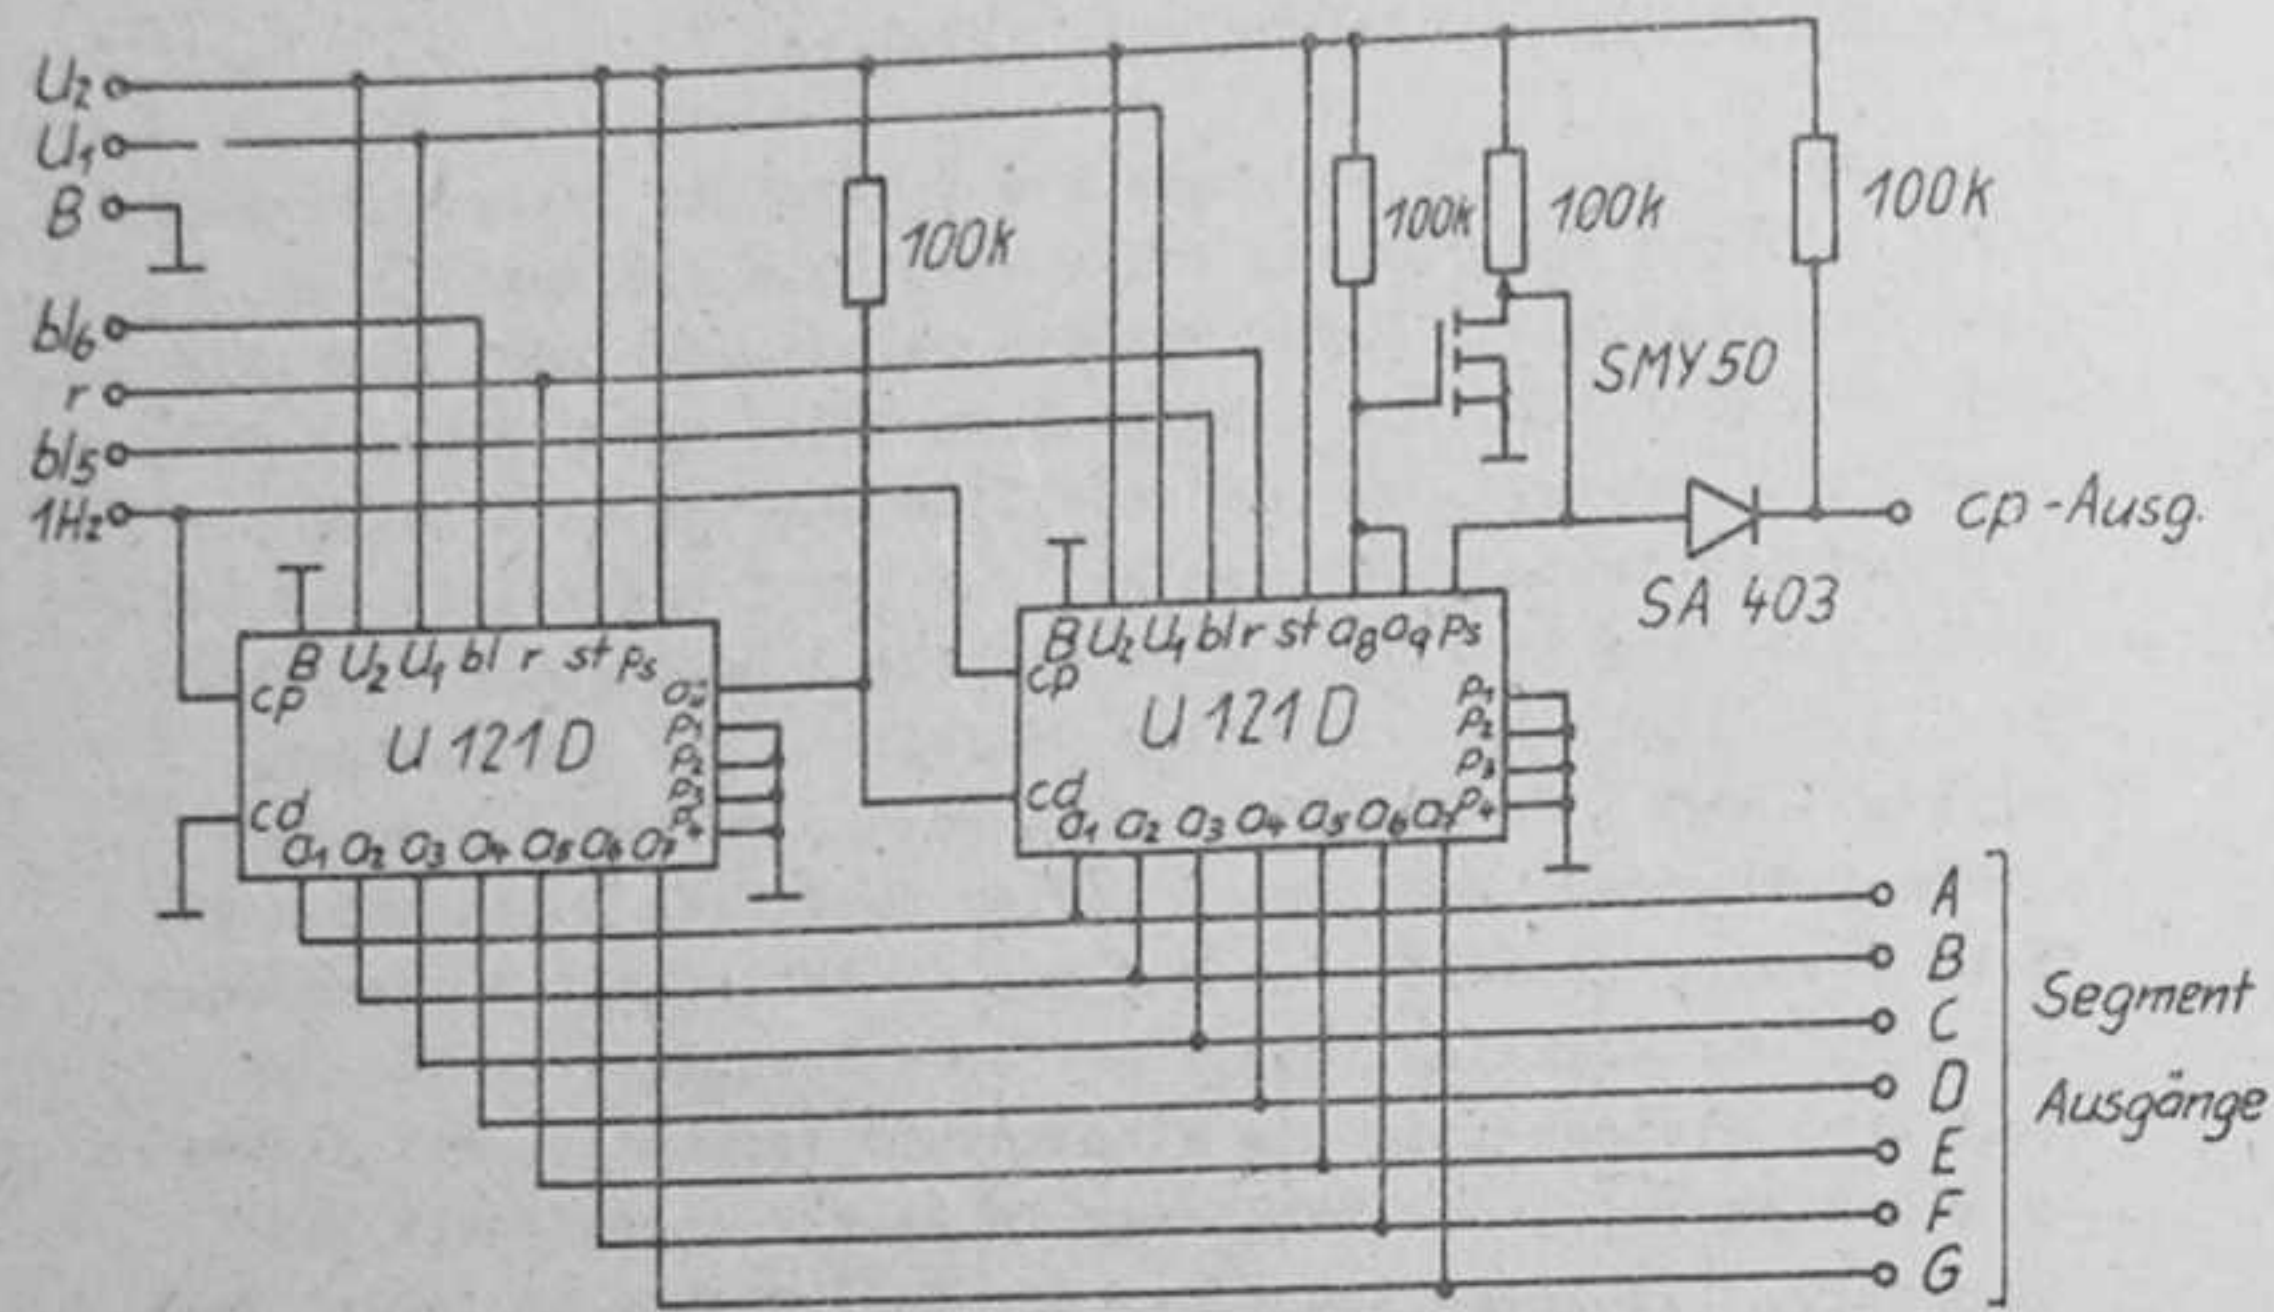 U₂
U₁
B
bl₆
r
bl₅
1Hz
100k
100k
100k
100k
SMY50
SA 403
cp-Ausg.
B U₂ U₁ bl r st ps
cp
aü
U 121 D
p₁
p₂
p₃
p₄
cd
a₁ a₂ a₃ a₄ a₅ a₆ a₇
B U₂ U₁ bl r st a₈ a₉ ps
cp
U 121 D
p₁
p₂
p₃
p₄
cd
a₁ a₂ a₃ a₄ a₅ a₆ a₇
A
B
C
D
E
F
G
Segment
Ausgänge